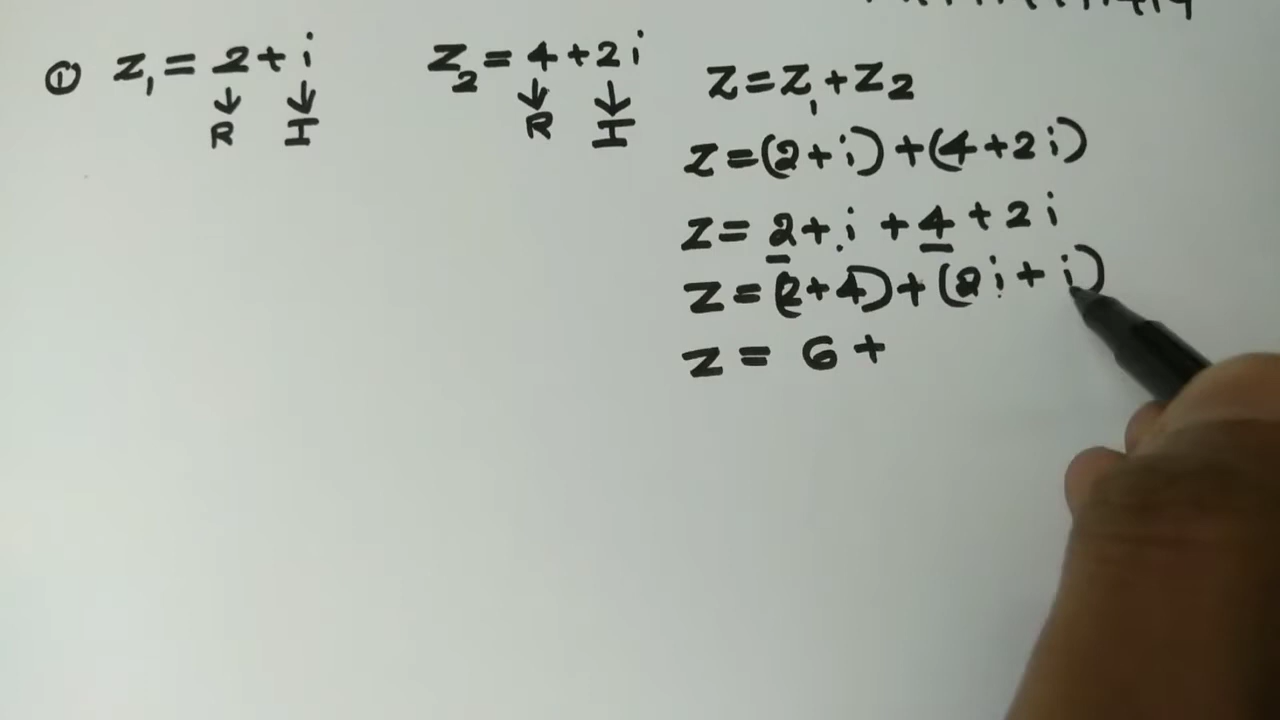 ① Z₁ = 2 + i
↓ ↓
R I
Z₂ = 4 + 2i
↓ ↓
R I
Z = Z₁ + Z₂
Z = (2 + i) + (4 + 2i)
Z = 2 + i + 4 + 2i
Z = (2 + 4) + (2i + i)
Z = 6 +